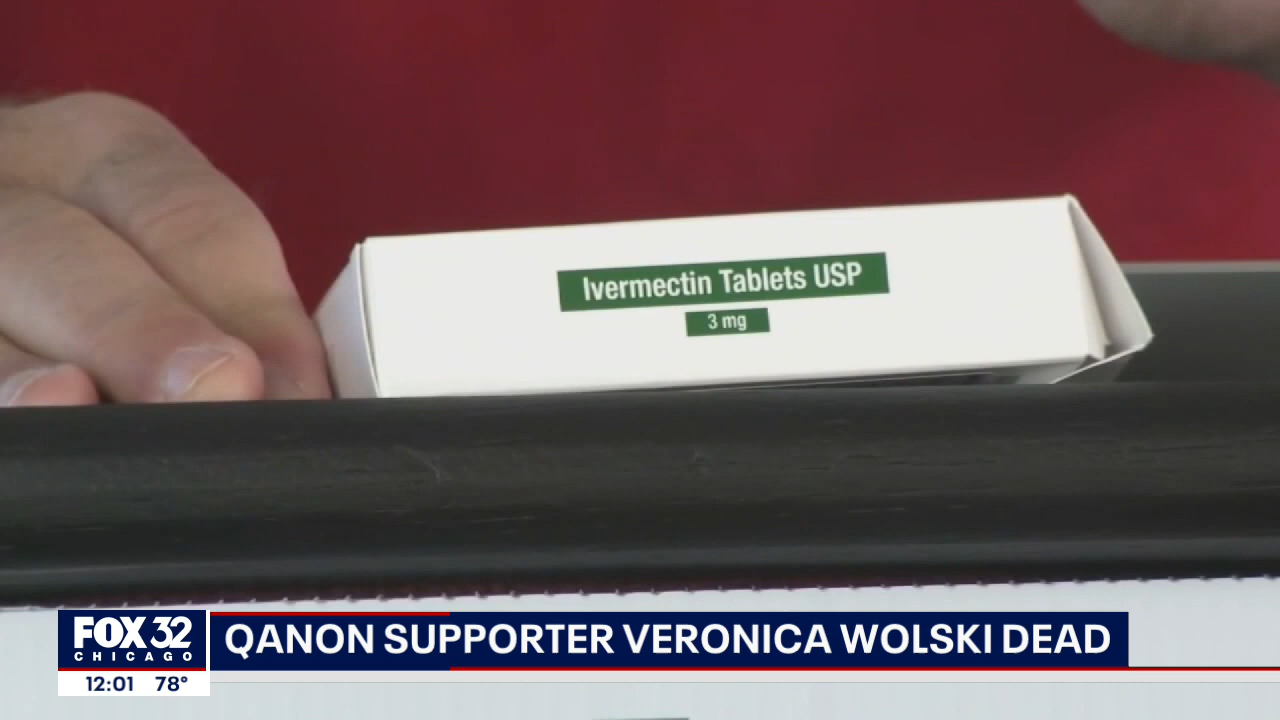 Ivermectin Tablets USP
3 mg
FOX 32
CHICAGO
QANON SUPPORTER VERONICA WOLSKI DEAD
12:01 78°